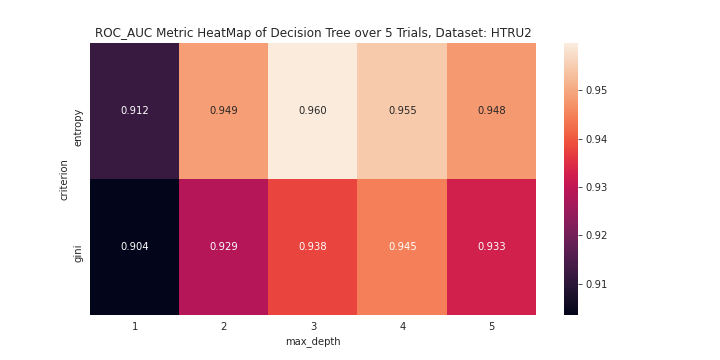 ROC_AUC Metric HeatMap of Decision Tree over 5 Trials, Dataset: HTRU2
criterion
entropy
0.912 0.949 0.960 0.955 0.948
gini
0.904 0.929 0.938 0.945 0.933
1 2 3 4 5
max_depth
0.95
0.94
0.93
0.92
0.91